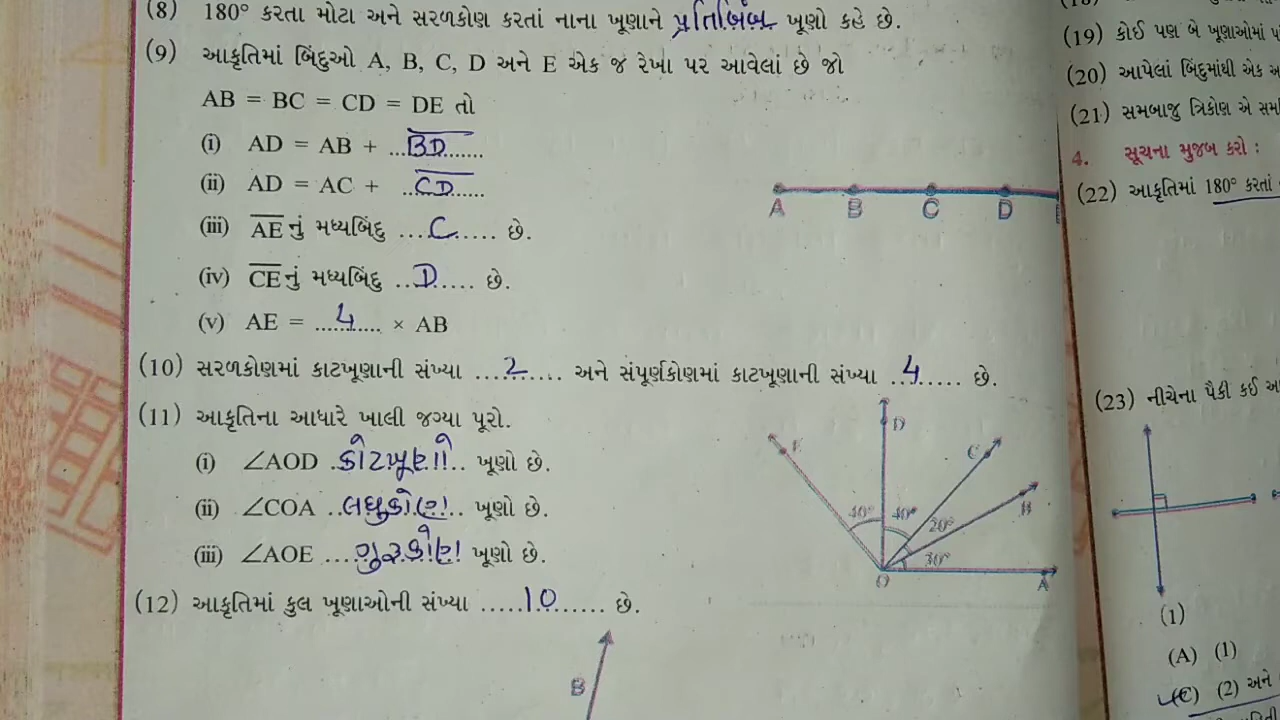 (8) 180° કરતા મોટા અને સરળકોણ કરતાં નાના ખૂણાને પ્રતિબિંબ ખૂણો કહે છે.
(9) આકૃતિમાં બિંદુઓ A, B, C, D અને E એક જ રેખા પર આવેલાં છે જો
AB = BC = CD = DE તો
(i) AD = AB + ...BD.......
(ii) AD = AC + ...CD......
A B C D
(iii) AE નું મધ્યબિંદુ ....C...... છે.
(iv) CE નું મધ્યબિંદુ ...D..... છે.
(v) AE = ....4..... × AB
(10) સરળકોણમાં કાટખૂણાની સંખ્યા ....2..... અને સંપૂર્ણકોણમાં કાટખૂણાની સંખ્યા ..4..... છે.
(11) આકૃતિના આધારે ખાલી જગ્યા પૂરો.
(i) ∠AOD .કાટખૂણો.. ખૂણો છે.
(ii) ∠COA ..લઘુકોણ.. ખૂણો છે.
(iii) ∠AOE ....ગુરુકોણ ખૂણો છે.
E D C B
40° 40° 20° 30°
O A
(12) આકૃતિમાં કુલ ખૂણાઓની સંખ્યા .....10....... છે.
B
(19) કોઈ પણ બે ખૂણાઓમાં
(20) આપેલાં બિંદુમાંથી એક
(21) સમબાજુ ત્રિકોણ એ
4. સૂચના મુજબ કરો :
(22) આકૃતિમાં 180° કરતાં
(23) નીચેના પૈકી કઈ
(1)
(A) (1)
(C) (2) અને